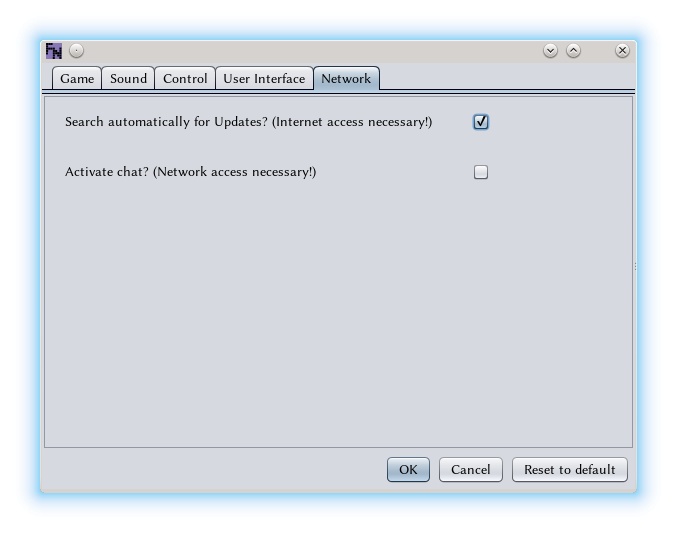 FN
Game Sound Control User Interface Network
Search automatically for Updates? (Internet access necessary!)
Activate chat? (Network access necessary!)
OK Cancel Reset to default